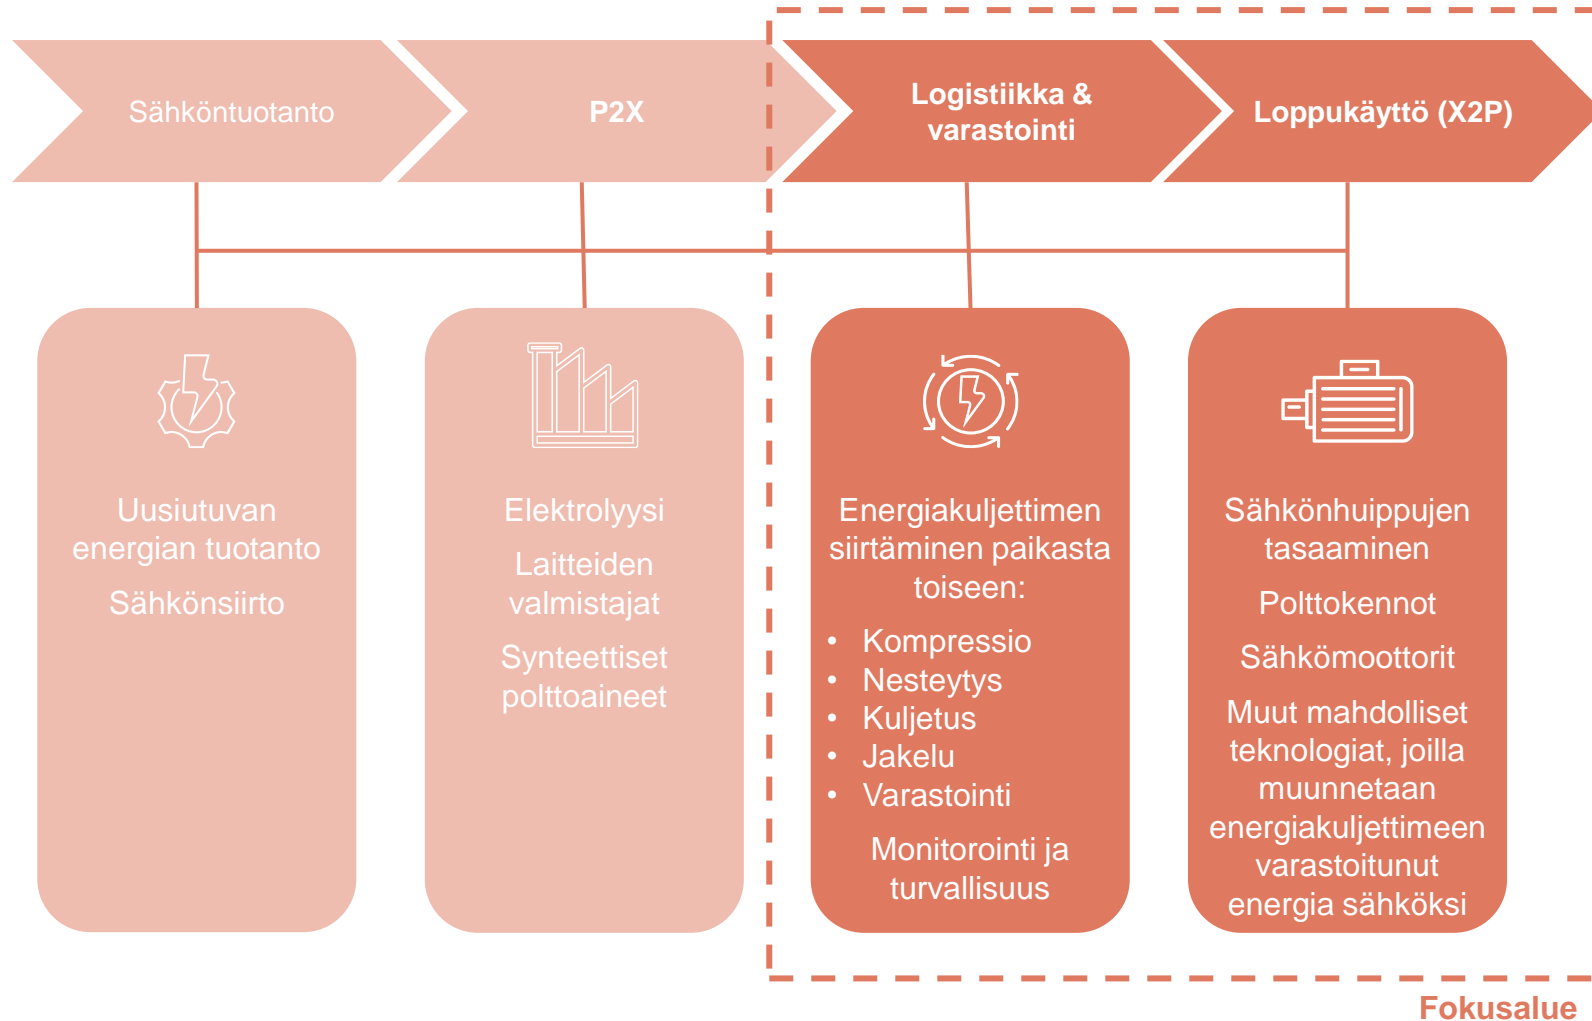 Sähköntuotanto
P2X
Logistiikka &
varastointi
Loppukäyttö (X2P)
Uusiutuvan
energian tuotanto
Sähkönsiirto
Elektrolyysi
Laitteiden
valmistajat
Synteettiset
polttoaineet
Energiakuljettimen
siirtäminen paikasta
toiseen:
• Kompressio
• Nesteytys
• Kuljetus
• Jakelu
• Varastointi
Monitorointi ja
turvallisuus
Sähkönhuippujen
tasaaminen
Polttokennot
Sähkömoottorit
Muut mahdolliset
teknologiat, joilla
muunnetaan
energiakuljettimeen
varastoitunut
energia sähköksi
Fokusalue